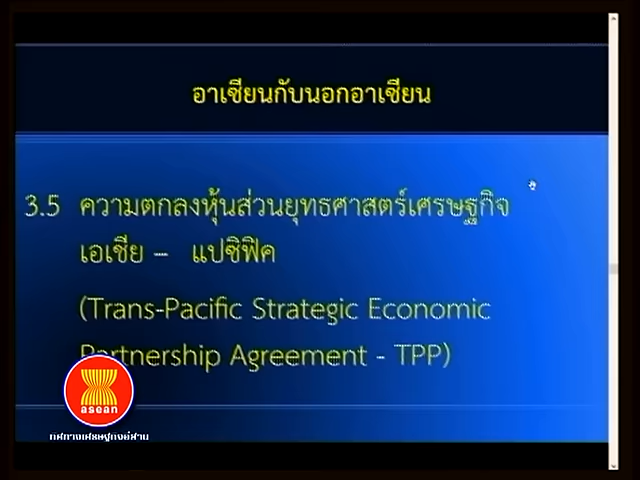 อาเซียนกับนอกอาเซียน
3.5 ความตกลงหุ้นส่วนยุทธศาสตร์เศรษฐกิจ
เอเชีย – แปซิฟิค
(Trans-Pacific Strategic Economic
Partnership Agreement - TPP)
asean